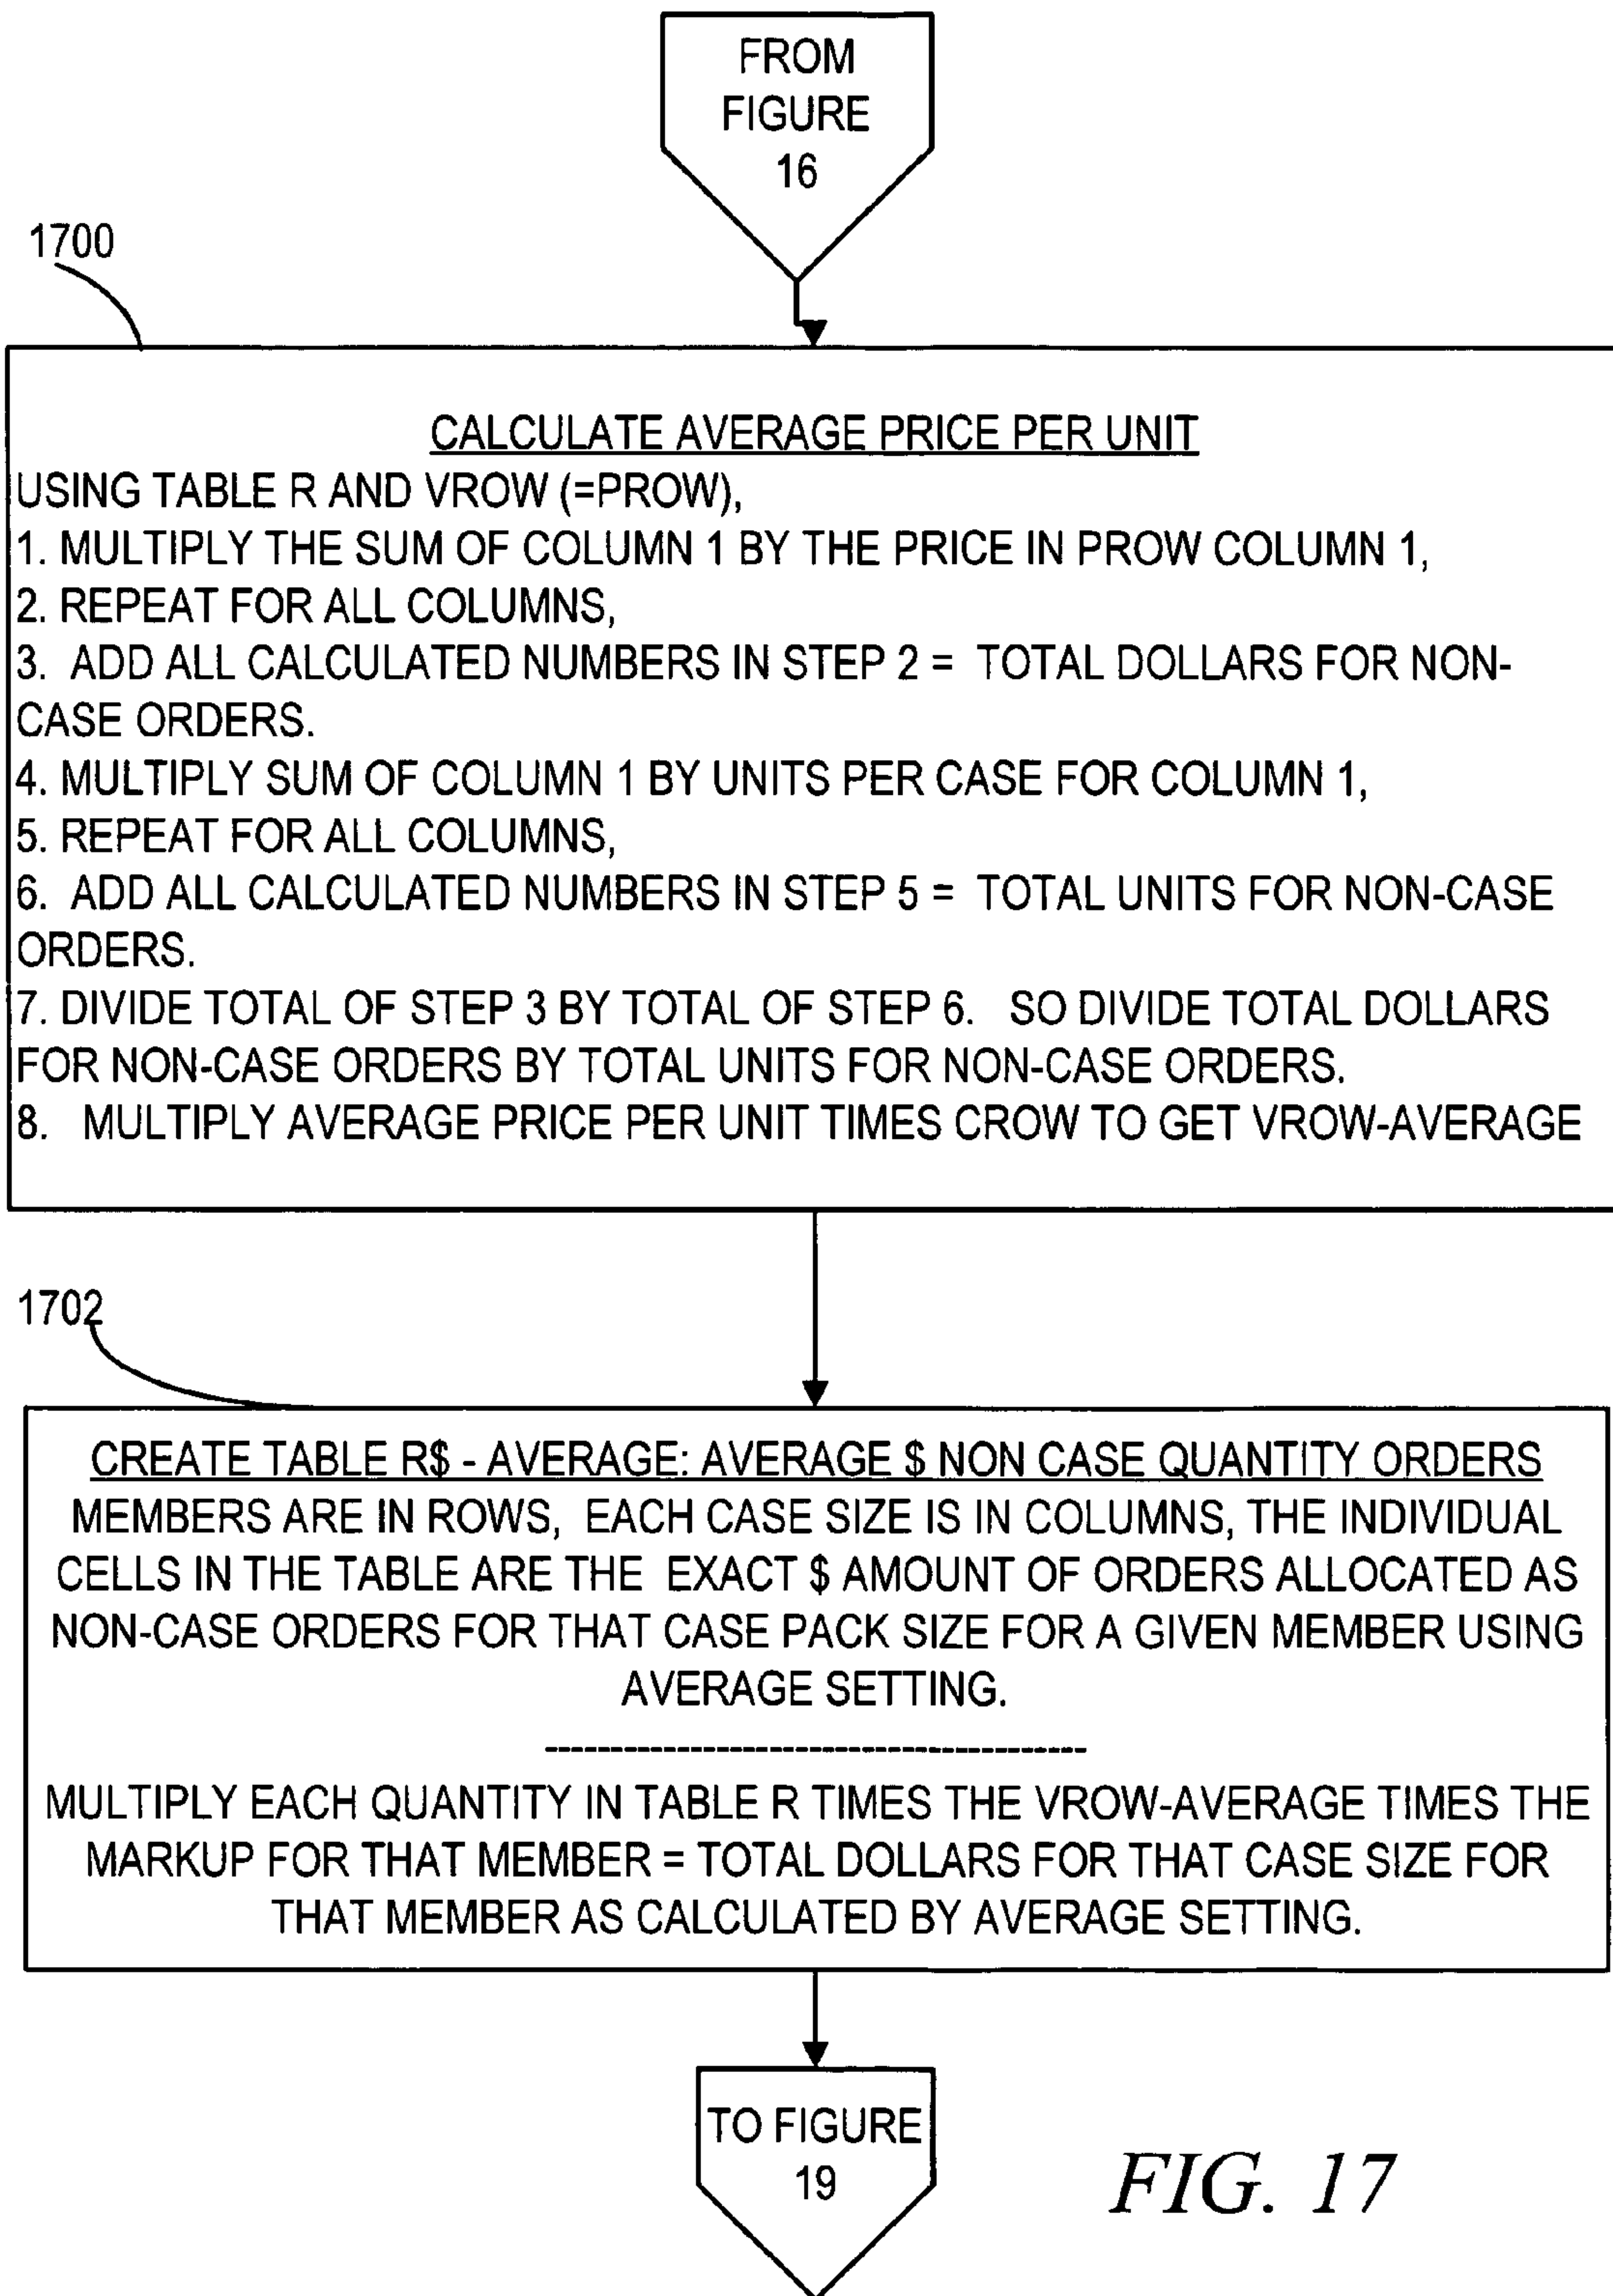 FROM
FIGURE
16
1700
CALCULATE AVERAGE PRICE PER UNIT
USING TABLE R AND VROW (=PROW),
1. MULTIPLY THE SUM OF COLUMN 1 BY THE PRICE IN PROW COLUMN 1,
2. REPEAT FOR ALL COLUMNS,
3. ADD ALL CALCULATED NUMBERS IN STEP 2 = TOTAL DOLLARS FOR NON-
CASE ORDERS.
4. MULTIPLY SUM OF COLUMN 1 BY UNITS PER CASE FOR COLUMN 1,
5. REPEAT FOR ALL COLUMNS,
6. ADD ALL CALCULATED NUMBERS IN STEP 5 = TOTAL UNITS FOR NON-CASE
ORDERS.
7. DIVIDE TOTAL OF STEP 3 BY TOTAL OF STEP 6. SO DIVIDE TOTAL DOLLARS
FOR NON-CASE ORDERS BY TOTAL UNITS FOR NON-CASE ORDERS.
8. MULTIPLY AVERAGE PRICE PER UNIT TIMES CROW TO GET VROW-AVERAGE
1702
CREATE TABLE R$ - AVERAGE: AVERAGE $ NON CASE QUANTITY ORDERS
MEMBERS ARE IN ROWS, EACH CASE SIZE IS IN COLUMNS, THE INDIVIDUAL
CELLS IN THE TABLE ARE THE EXACT $ AMOUNT OF ORDERS ALLOCATED AS
NON-CASE ORDERS FOR THAT CASE PACK SIZE FOR A GIVEN MEMBER USING
AVERAGE SETTING.
-----------------------------------------
MULTIPLY EACH QUANTITY IN TABLE R TIMES THE VROW-AVERAGE TIMES THE
MARKUP FOR THAT MEMBER = TOTAL DOLLARS FOR THAT CASE SIZE FOR
THAT MEMBER AS CALCULATED BY AVERAGE SETTING.
TO FIGURE
19
FIG. 17